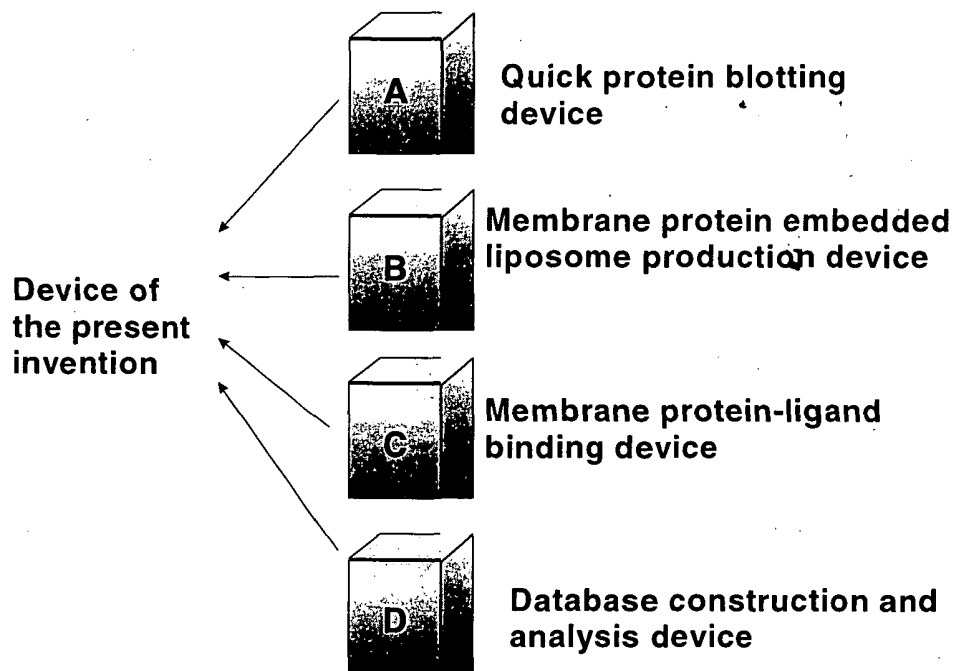 A
Quick protein blotting
device
B
Membrane protein embedded
liposome production device
Device of
the present
invention
C
Membrane protein-ligand
binding device
D
Database construction and
analysis device